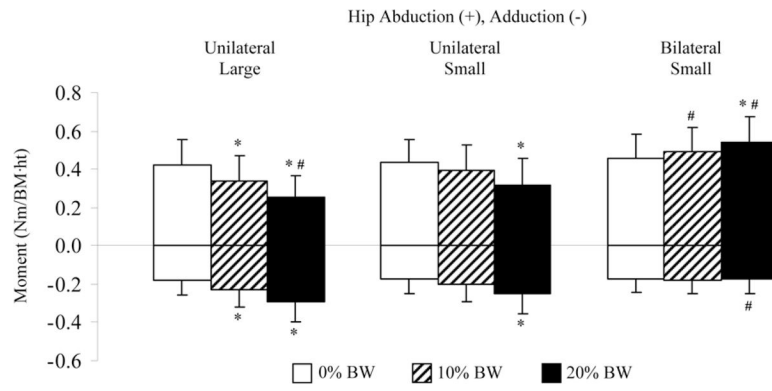 Hip Abduction (+), Adduction (-)
Unilateral
Large
Unilateral
Small
Bilateral
Small
Moment (Nm/BM·ht)
0.8
0.6
0.4
0.2
0.0
-0.2
-0.4
-0.6
*
* #
*
#
* #
*
*
*
#
0% BW
10% BW
20% BW